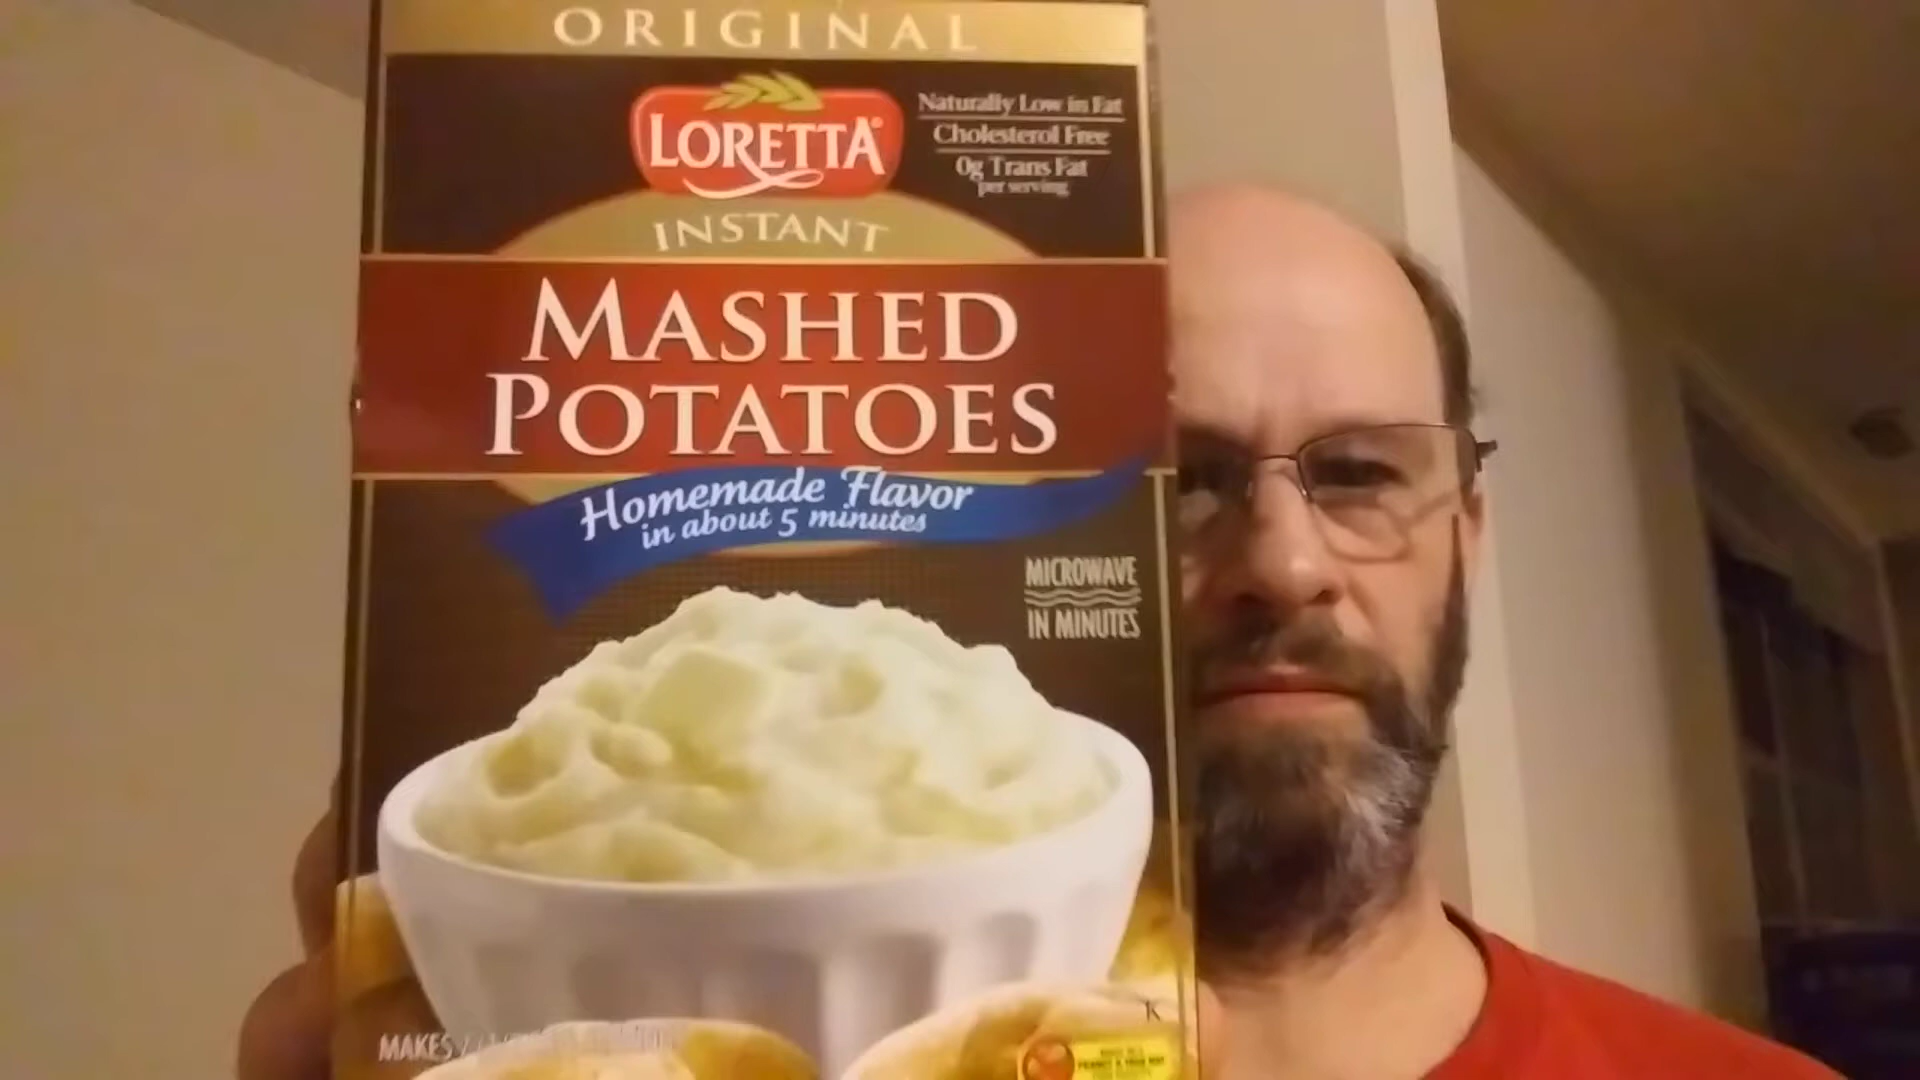 ORIGINAL
LORETTA®
Naturally Low in Fat
Cholesterol Free
0g Trans Fat
per serving
INSTANT
MASHED
POTATOES
Homemade Flavor
in about 5 minutes
MICROWAVE
IN MINUTES
MAKES
K